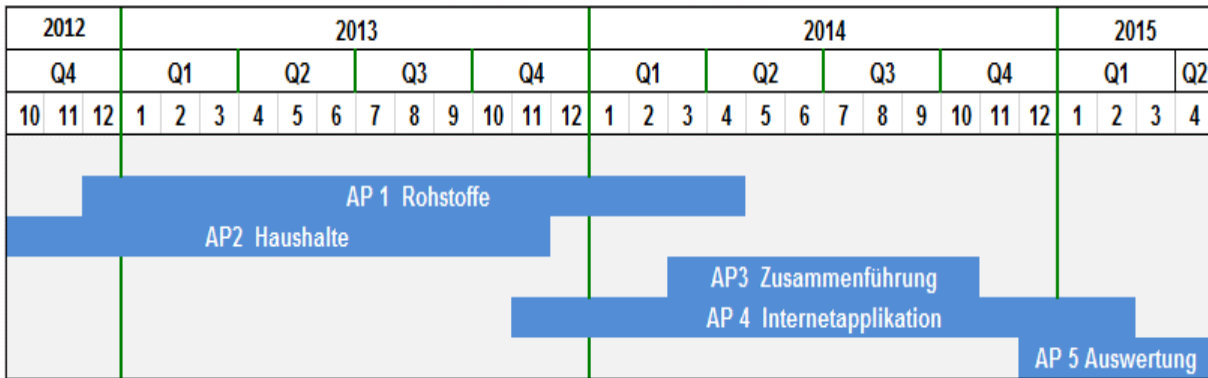 2012 2013 2014 2015
Q4 Q1 Q2 Q3 Q4 Q1 Q2 Q3 Q4 Q1 Q2
10 11 12 1 2 3 4 5 6 7 8 9 10 11 12 1 2 3 4 5 6 7 8 9 10 11 12 1 2 3 4
AP 1 Rohstoffe
AP2 Haushalte
AP3 Zusammenführung
AP 4 Internetapplikation
AP 5 Auswertung